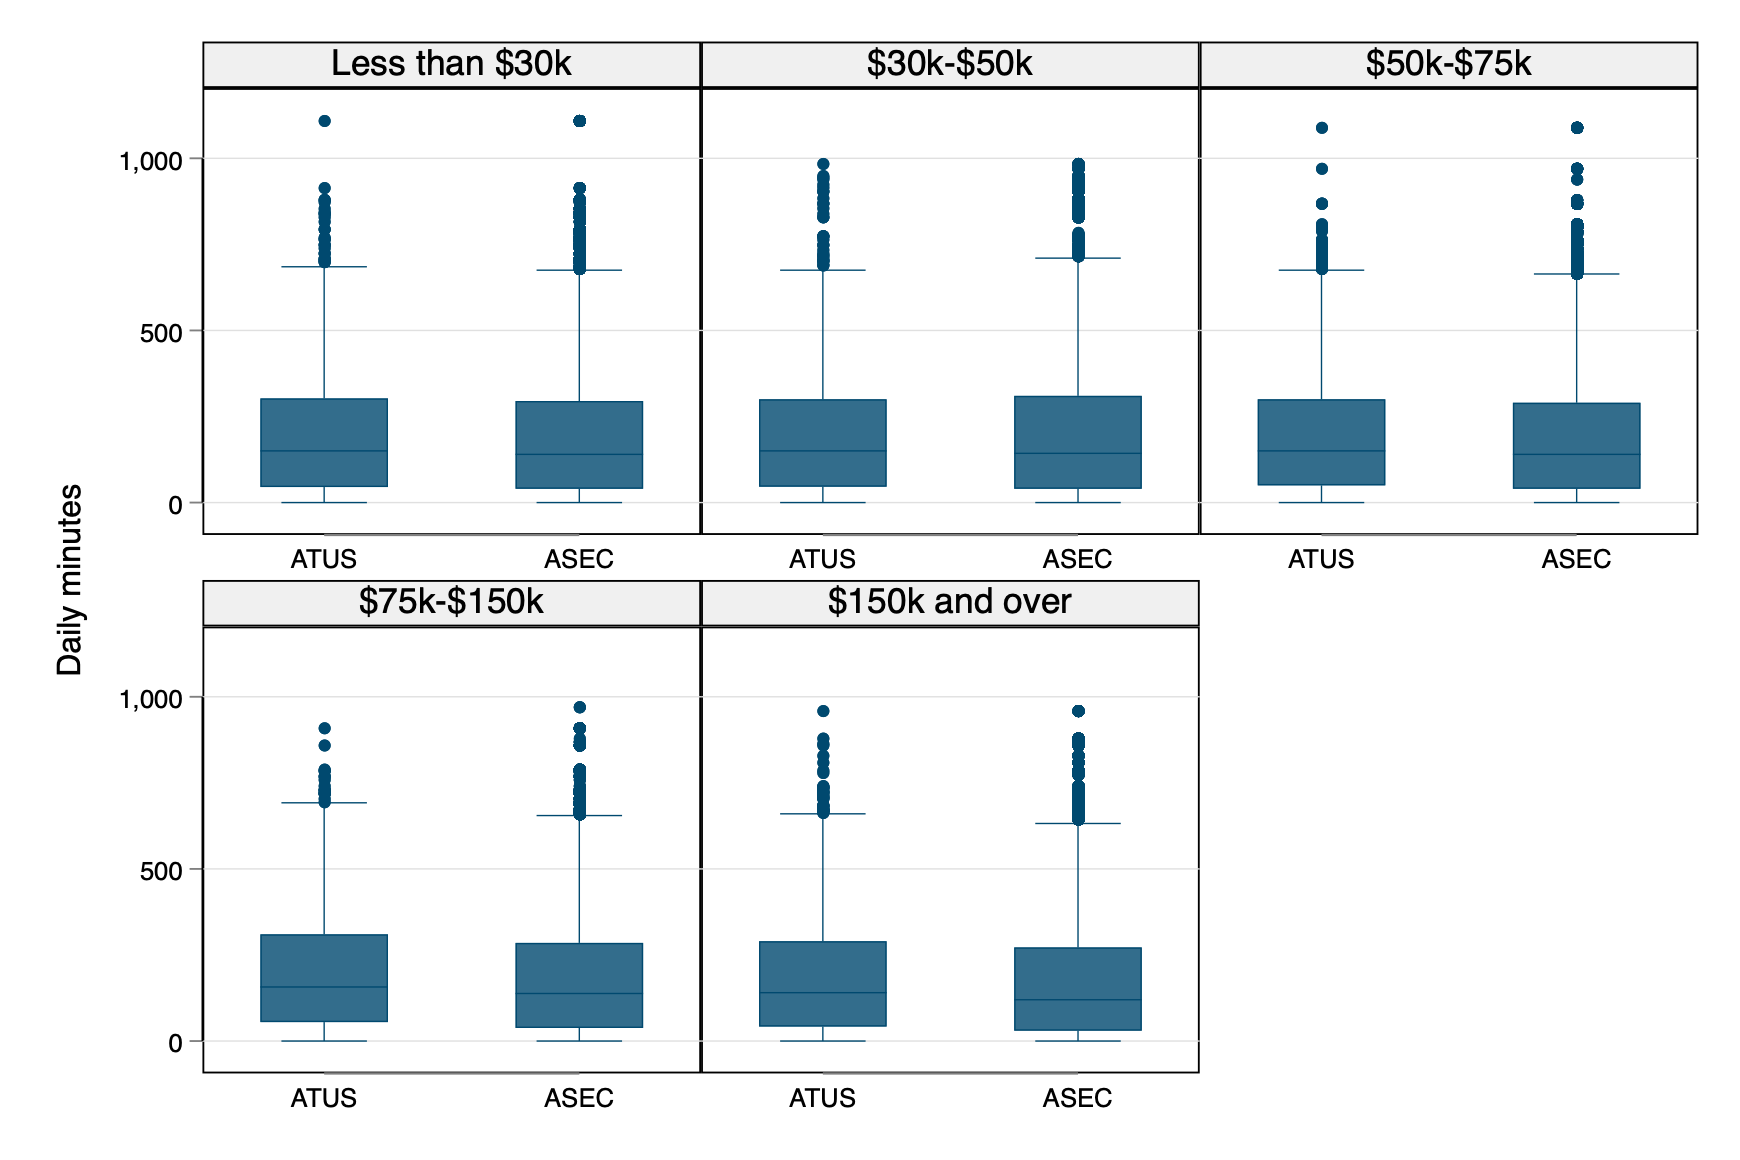 Daily minutes
Less than $30k
$30k-$50k
$50k-$75k
1,000
500
0
ATUS
ASEC
ATUS
ASEC
ATUS
ASEC
$75k-$150k
$150k and over
1,000
500
0
ATUS
ASEC
ATUS
ASEC